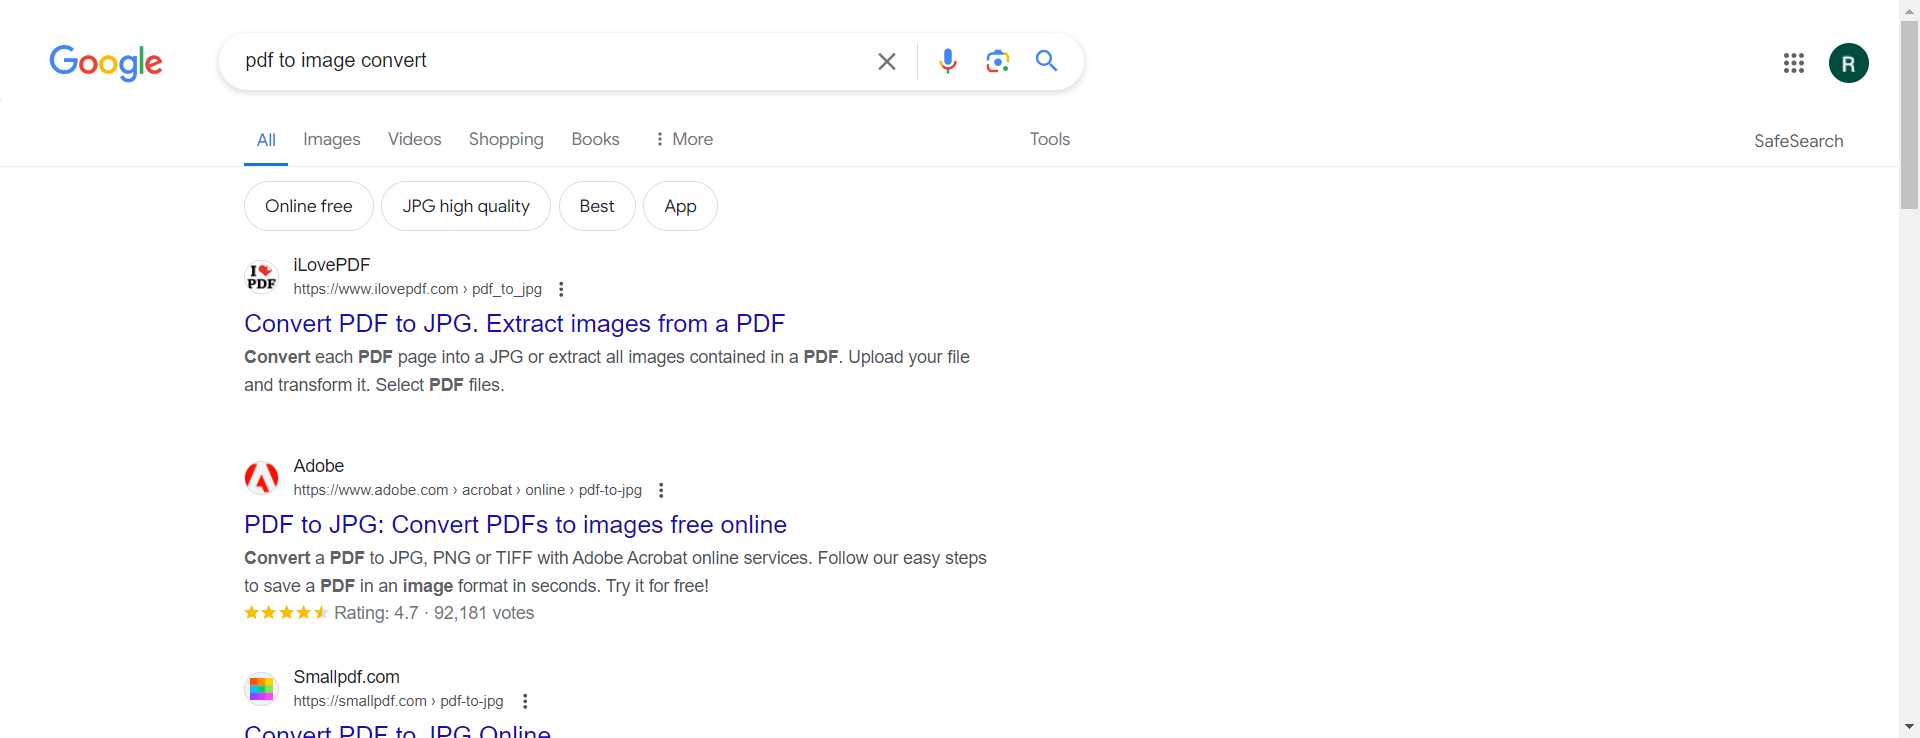 Google
pdf to image convert
R
All Images Videos Shopping Books More Tools SafeSearch
Online free JPG high quality Best App
I PDF
iLovePDF
https://www.ilovepdf.com › pdf_to_jpg
Convert PDF to JPG. Extract images from a PDF
Convert each PDF page into a JPG or extract all images contained in a PDF. Upload your file
and transform it. Select PDF files.
Adobe
https://www.adobe.com › acrobat › online › pdf-to-jpg
PDF to JPG: Convert PDFs to images free online
Convert a PDF to JPG, PNG or TIFF with Adobe Acrobat online services. Follow our easy steps
to save a PDF in an image format in seconds. Try it for free!
Rating: 4.7 · 92,181 votes
Smallpdf.com
https://smallpdf.com › pdf-to-jpg
Convert PDF to JPG Online